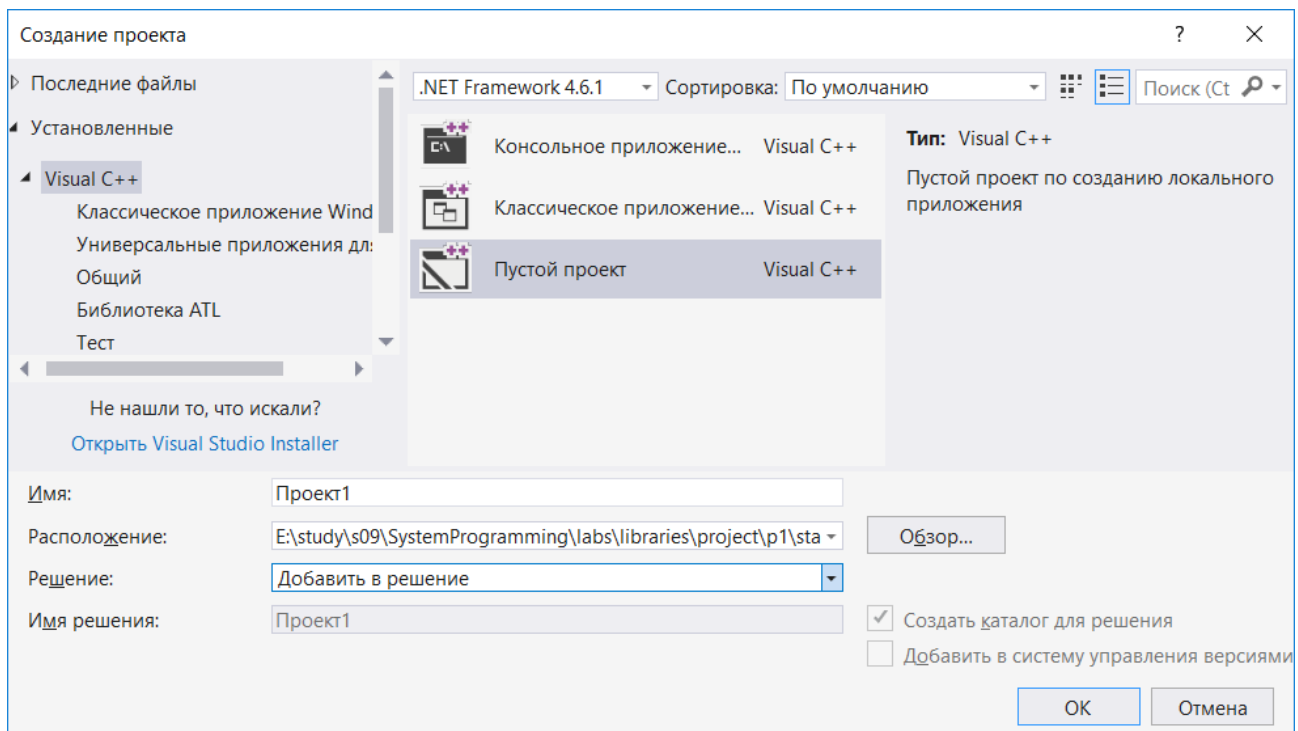 Создание проекта
?
Последние файлы
Установленные
Visual C++
Классическое приложение Wind
Универсальные приложения для
Общий
Библиотека ATL
Тест
Не нашли то, что искали?
Открыть Visual Studio Installer
.NET Framework 4.6.1 Сортировка: По умолчанию Поиск (Ct
C:\ ++ Консольное приложение... Visual C++
++ Классическое приложение... Visual C++
++ Пустой проект Visual C++
Тип: Visual C++
Пустой проект по созданию локального
приложения
Имя: Проект1
Расположение: E:\study\s09\SystemProgramming\labs\libraries\project\p1\sta Обзор...
Решение: Добавить в решение
Имя решения: Проект1
Создать каталог для решения
Добавить в систему управления версиями
ОК Отмена